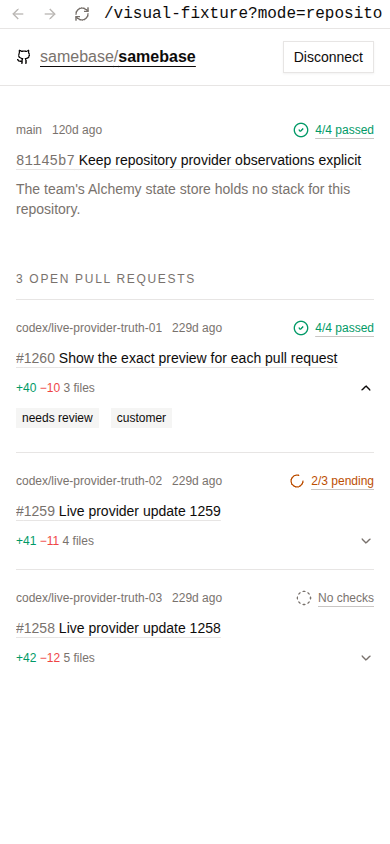 /visual-fixture?mode=reposito
samebase/samebase Disconnect
main 120d ago 4/4 passed
81145b7 Keep repository provider observations explicit
The team's Alchemy state store holds no stack for this
repository.
3 OPEN PULL REQUESTS
codex/live-provider-truth-01 229d ago 4/4 passed
#1260 Show the exact preview for each pull request
+40 −10 3 files
needs review customer
codex/live-provider-truth-02 229d ago 2/3 pending
#1259 Live provider update 1259
+41 −11 4 files
codex/live-provider-truth-03 229d ago No checks
#1258 Live provider update 1258
+42 −12 5 files